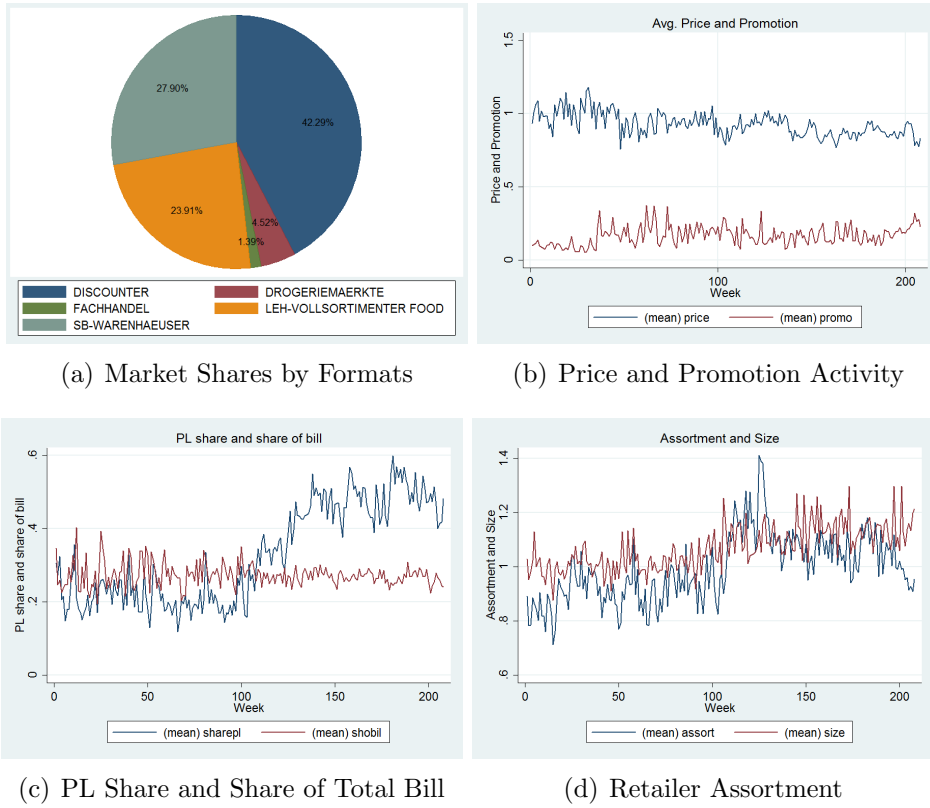 42.29%
4.52%
1.39%
23.91%
27.90%
DISCOUNTER
DROGERIEMAERKTE
FACHHANDEL
LEH-VOLLSORTIMENTER FOOD
SB-WARENHAEUSER
(a) Market Shares by Formats
Avg. Price and Promotion
Price and Promotion
1.5
1
.5
0
0
100
200
Week
(mean) price
(mean) promo
(b) Price and Promotion Activity
PL share and share of bill
PL share and share of bill
.6
.4
.2
0
0
50
100
150
200
Week
(mean) sharepl
(mean) shobil
(c) PL Share and Share of Total Bill
Assortment and Size
Assortment and Size
1.4
1.2
1
.8
.6
0
50
100
150
200
Week
(mean) assort
(mean) size
(d) Retailer Assortment